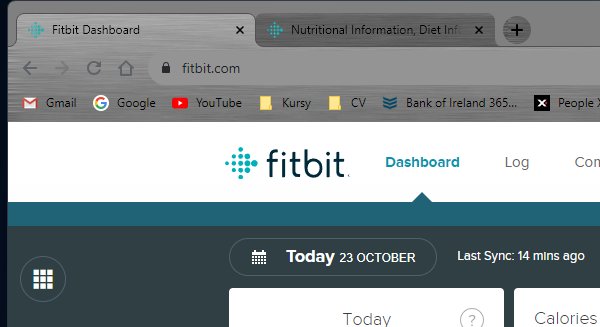 Fitbit Dashboard
Nutritional Information, Diet Inf
fitbit.com
Gmail Google YouTube Kursy CV Bank of Ireland 365... People X
fitbit Dashboard Log Com
Today 23 OCTOBER Last Sync: 14 mins ago
Today ? Calories